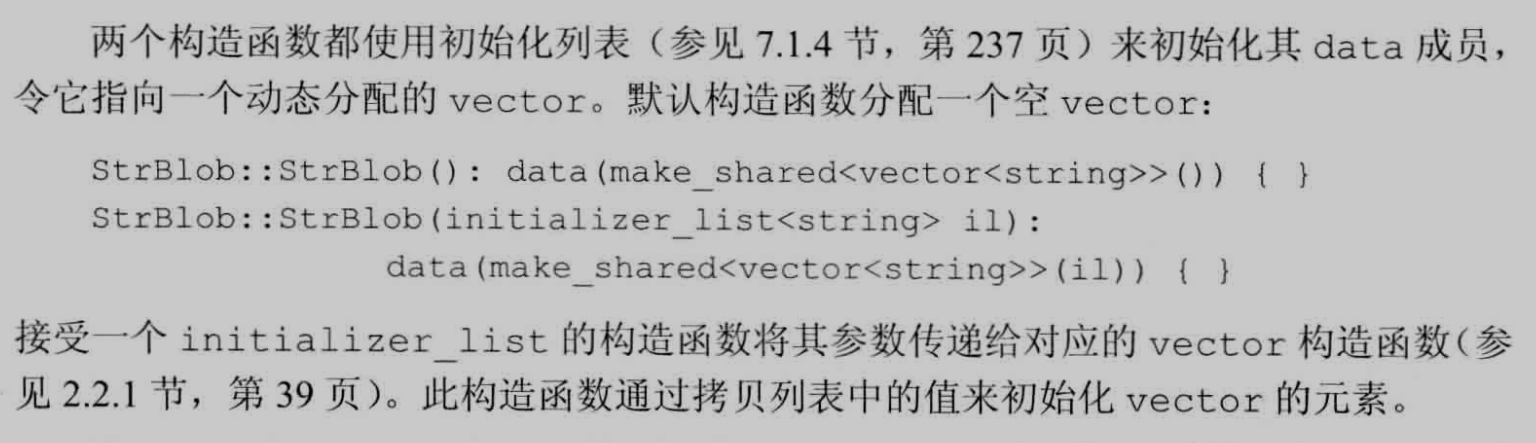 两个构造函数都使用初始化列表（参见 7.1.4 节，第 237 页）来初始化其 data 成员，
令它指向一个动态分配的 vector。默认构造函数分配一个空 vector：
StrBlob::StrBlob(): data(make_shared<vector<string>>()) { }
StrBlob::StrBlob(initializer_list<string> il):
data(make_shared<vector<string>>(il)) { }
接受一个 initializer_list 的构造函数将其参数传递给对应的 vector 构造函数（参
见 2.2.1 节，第 39 页）。此构造函数通过拷贝列表中的值来初始化 vector 的元素。